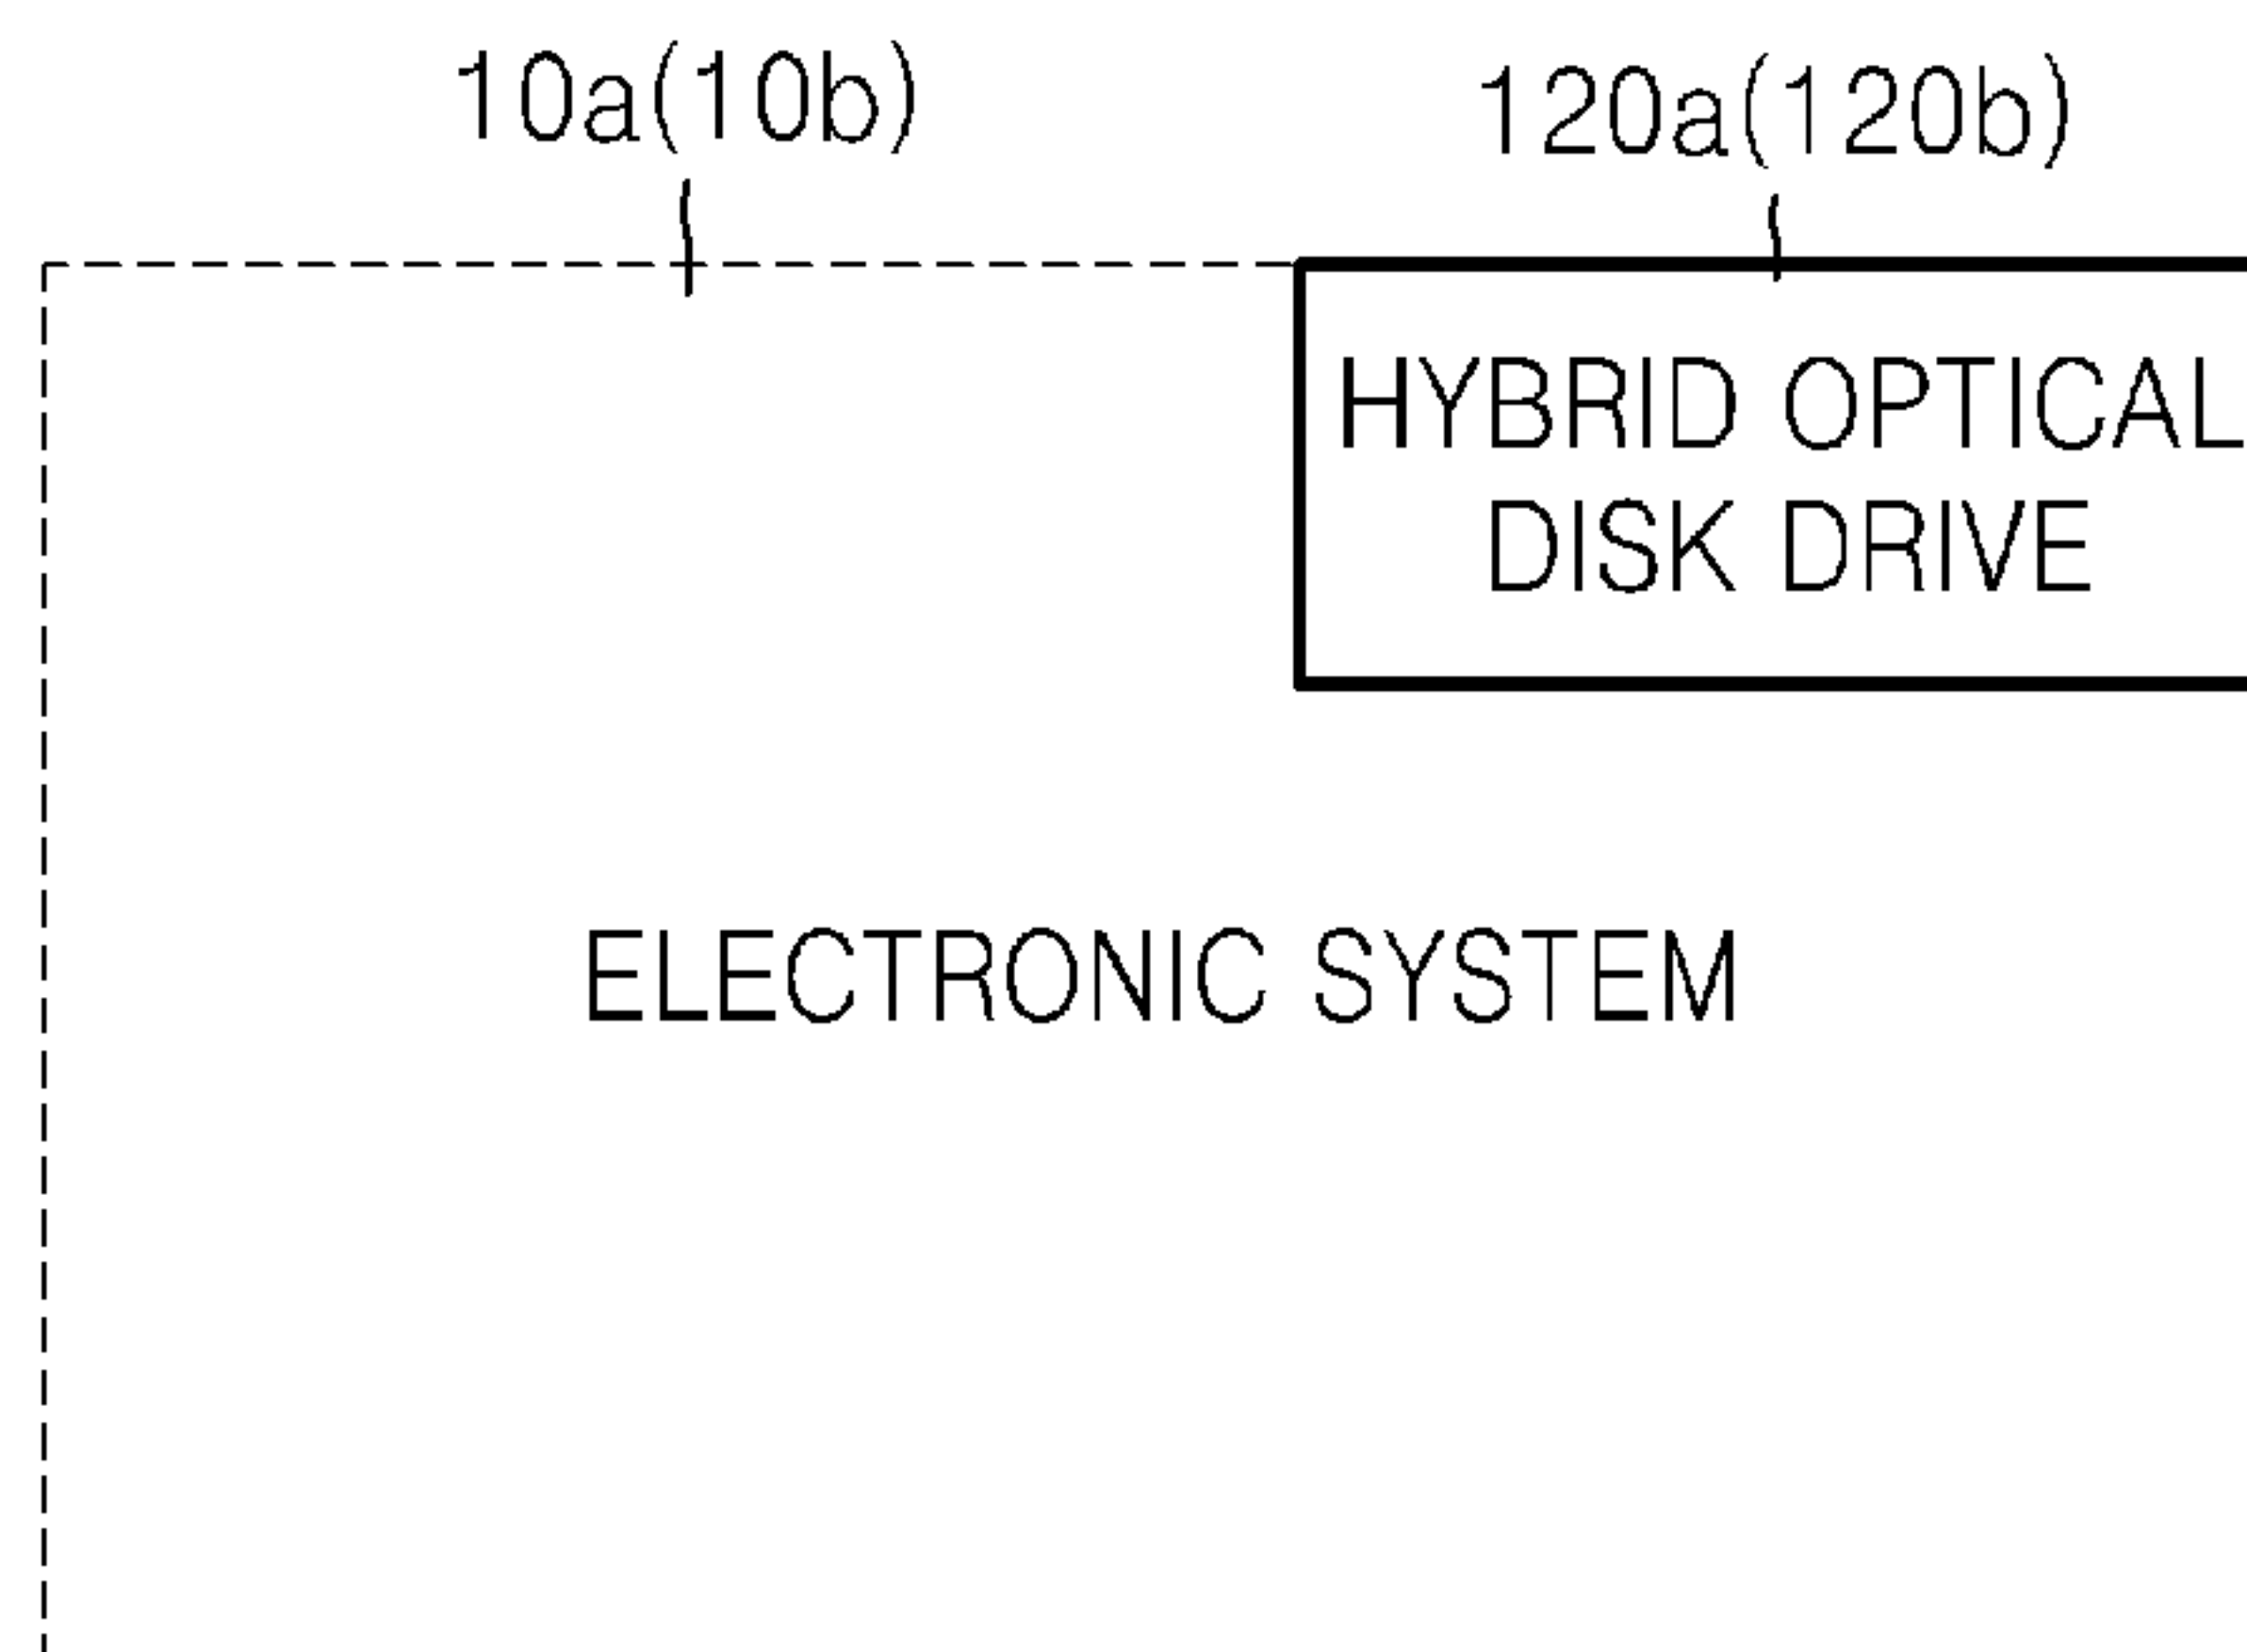 10a(10b)
120a(120b)
HYBRID OPTICAL
DISK DRIVE
ELECTRONIC SYSTEM